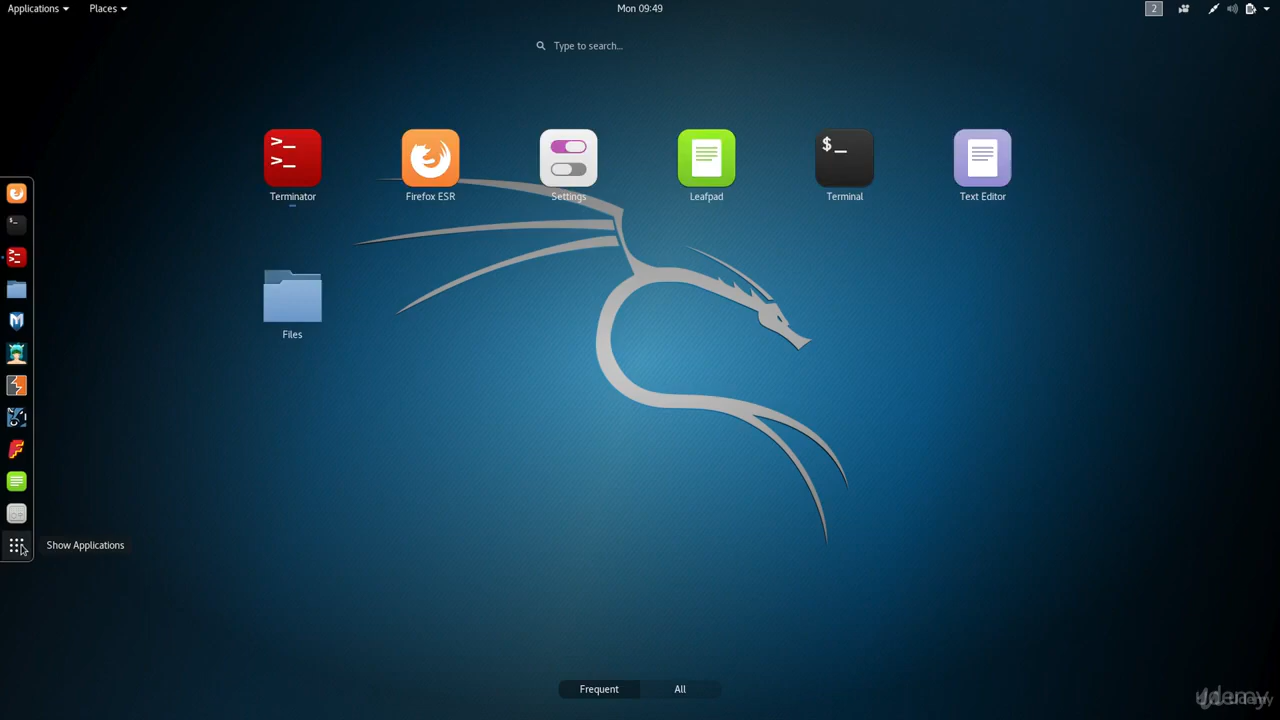 Applications Places Mon 09:49 2
Type to search...
>_ >_ $_
Terminator Firefox ESR Settings Leafpad Terminal Text Editor
Files
Show Applications
Frequent All
udemy
Udemy